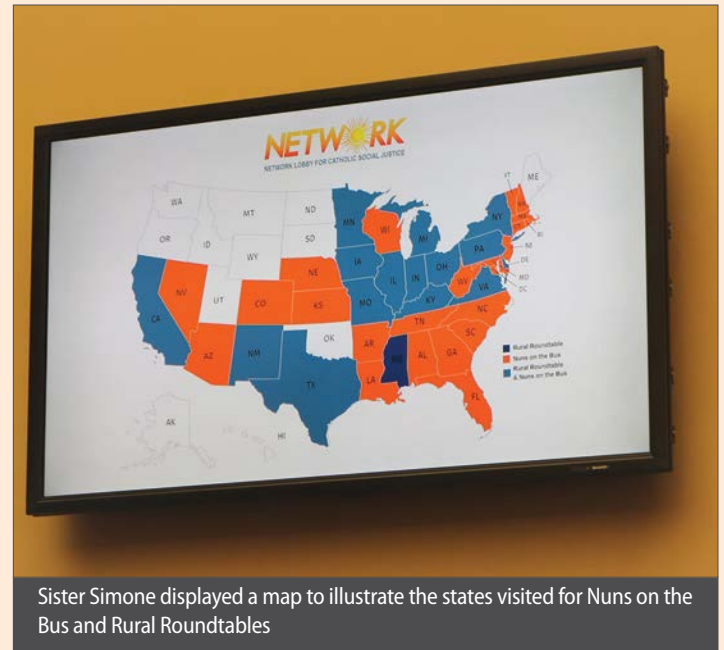 NETWORK
NETWORK LOBBY FOR CATHOLIC SOCIAL JUSTICE
WA
MT
ND
ME
VT
OR
ID
SD
WY
MN
WI
MI
NY
NV
UT
CO
NE
KS
IA
IL
IN
OH
PA
CA
AZ
NM
TX
OK
MO
AR
LA
KY
TN
AL
GA
WV
VA
NC
SC
FL
RI
NJ
DE
MD
DC
AK
HI
Rural Roundtable
Nuns on the Bus
Rural Roundtable
& Nuns on the Bus
Sister Simone displayed a map to illustrate the states visited for Nuns on the
Bus and Rural Roundtables